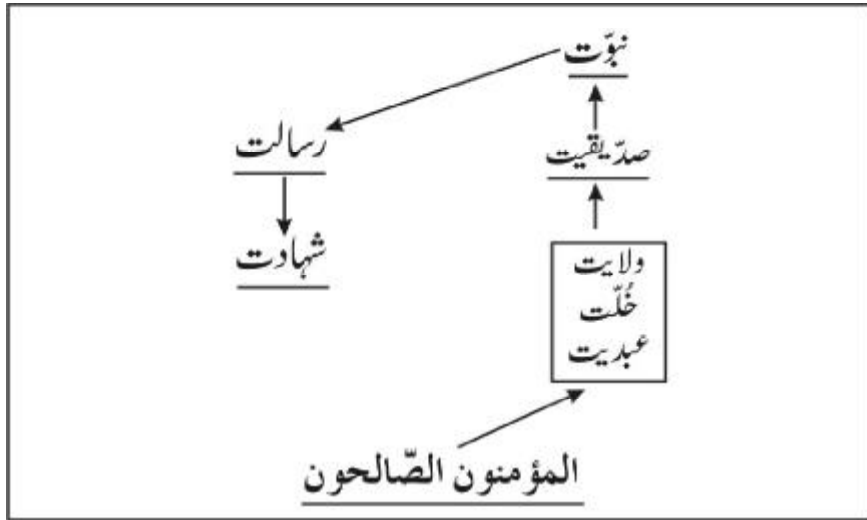 نبوّت
رسالت
صدّیقیت
شہادت
ولایت
خُلّت
عبدیت
المؤمنون الصّالحون